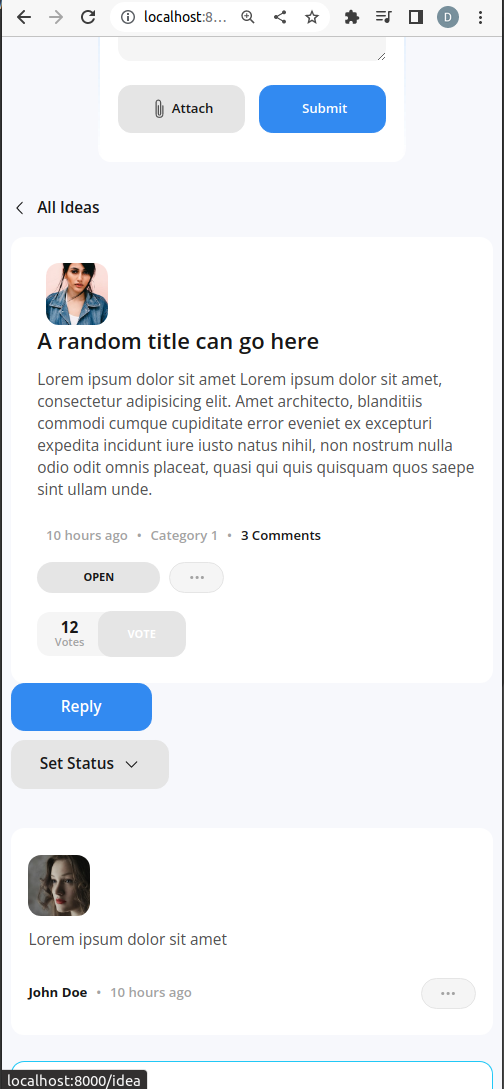 localhost:8...
D
Attach
Submit
All Ideas
A random title can go here
Lorem ipsum dolor sit amet Lorem ipsum dolor sit amet,
consectetur adipisicing elit. Amet architecto, blanditiis
commodi cumque cupiditate error eveniet ex excepturi
expedita incidunt iure iusto natus nihil, non nostrum nulla
odio odit omnis placeat, quasi qui quis quisquam quos saepe
sint ullam unde.
10 hours ago • Category 1 • 3 Comments
OPEN
12
Votes
VOTE
Reply
Set Status
Lorem ipsum dolor sit amet
John Doe • 10 hours ago
localhost:8000/idea